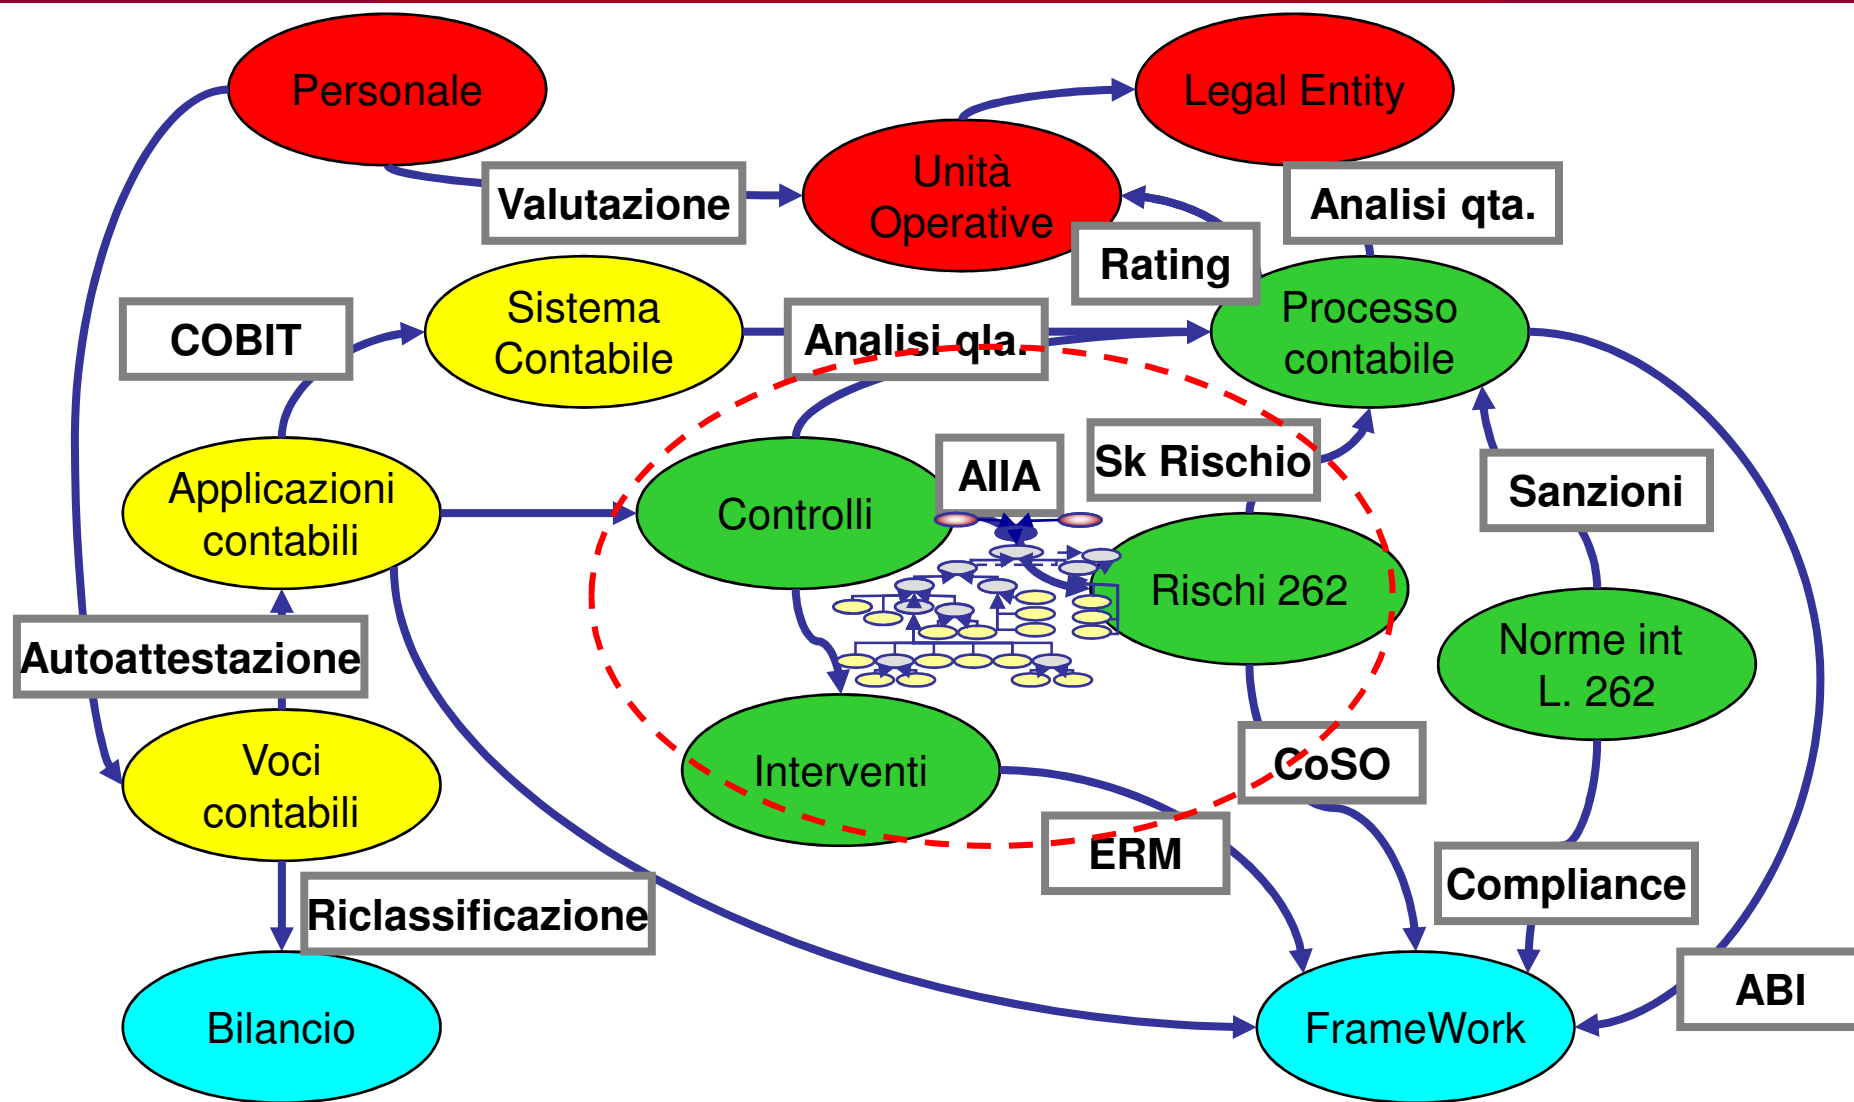 Personale
Legal Entity
Unità
Operative
Valutazione
Analisi qta.
Rating
COBIT
Sistema
Contabile
Analisi qla.
Processo
contabile
Applicazioni
contabili
Controlli
AIIA
Sk Rischio
Sanzioni
Rischi 262
Autoattestazione
Norme int
L. 262
Voci
contabili
Interventi
CoSO
ERM
Compliance
Riclassificazione
Bilancio
FrameWork
ABI